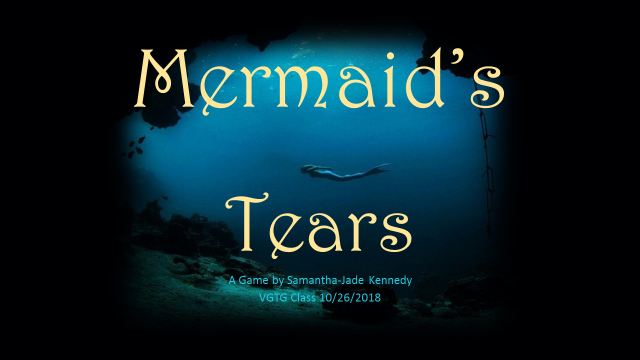 Mermaid's
Tears
A Game by Samantha-Jade Kennedy
VGTG Class 10/26/2018